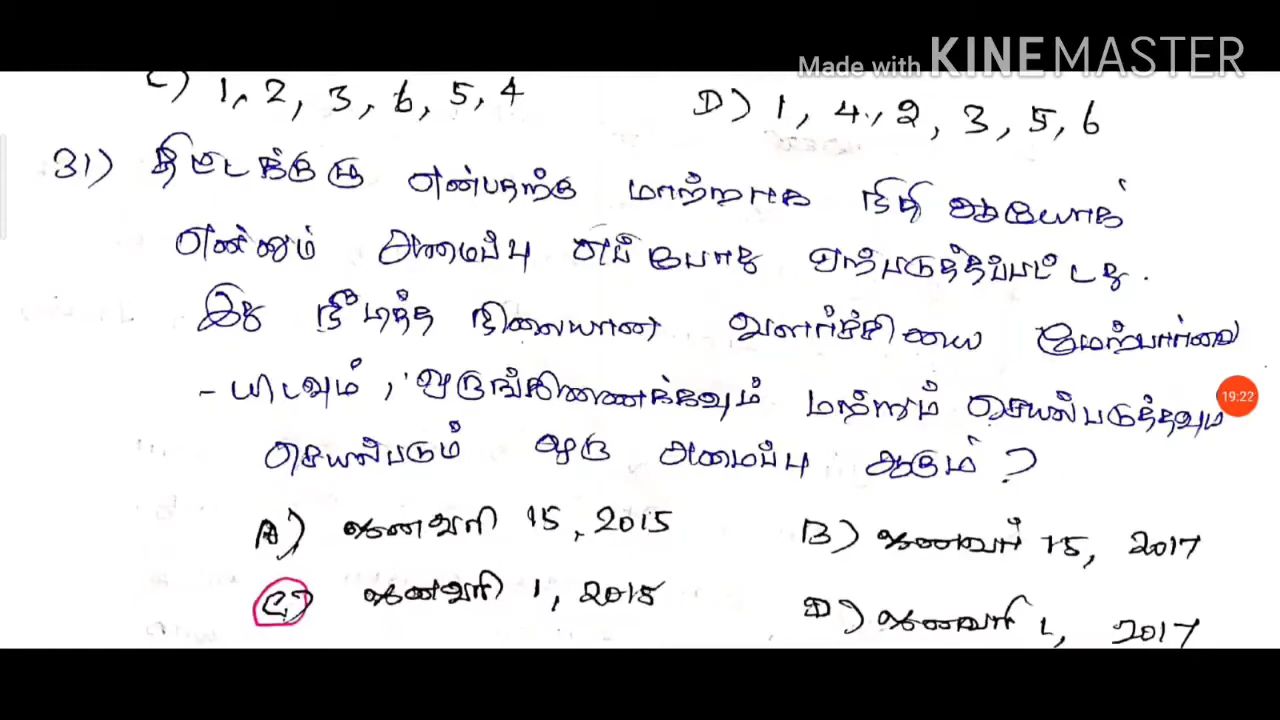 Made with KINEMASTER
C) 1, 2, 3, 6, 5, 4 D) 1, 4, 2, 3, 5, 6
31) திட்டக்குழு என்பதற்கு மாற்றாக நிதி ஆயோக்
என்னும் அமைப்பு எப்போது ஏற்படுத்தப்பட்டது.
இது நீடித்த நிலையான வளர்ச்சியை மேற்பார்வை
- யிடவும், ஒருங்கிணைக்கவும் மற்றும் செயல்படுத்தவும்
செயல்படும் ஒரு அமைப்பு ஆகும்?
19:22
A) ஜனவரி 15, 2015 B) ஜனவரி 15, 2017
C) ஜனவரி 1, 2015 D) ஜனவரி 1, 2017